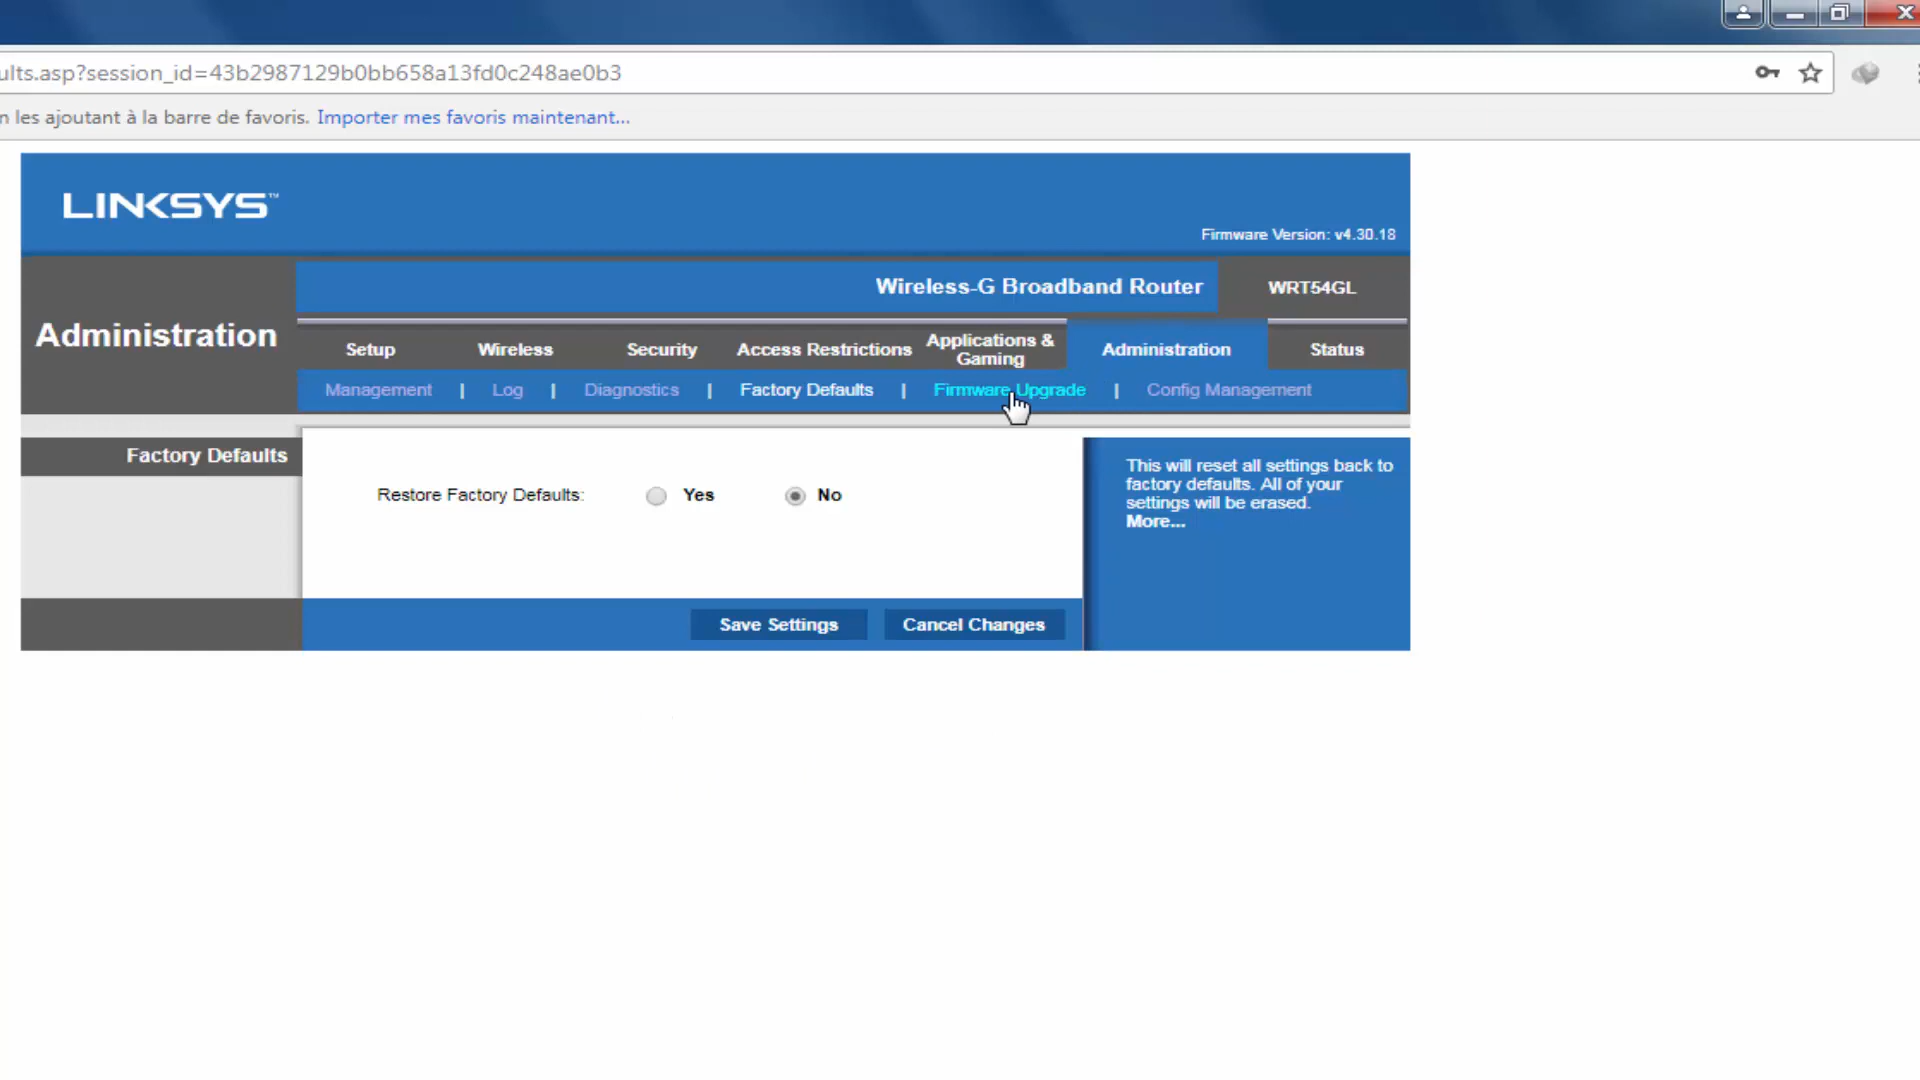 ults.asp?session_id=43b2987129b0bb658a13fd0c248ae0b3
n les ajoutant à la barre de favoris. Importer mes favoris maintenant...
LINKSYS™
Firmware Version: v4.30.18
Wireless-G Broadband Router WRT54GL
Administration
Setup Wireless Security Access Restrictions Applications & Gaming Administration Status
Management | Log | Diagnostics | Factory Defaults | Firmware Upgrade | Config Management
Factory Defaults
Restore Factory Defaults: Yes No
This will reset all settings back to
factory defaults. All of your
settings will be erased.
More...
Save Settings Cancel Changes